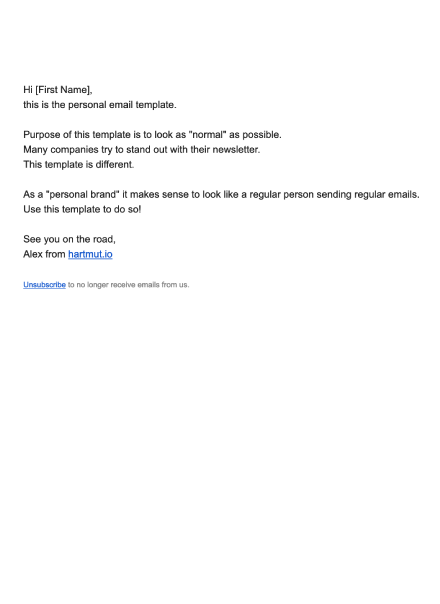 Hi [First Name],
this is the personal email template.
Purpose of this template is to look as "normal" as possible.
Many companies try to stand out with their newsletter.
This template is different.
As a "personal brand" it makes sense to look like a regular person sending regular emails.
Use this template to do so!
See you on the road,
Alex from hartmut.io
Unsubscribe to no longer receive emails from us.